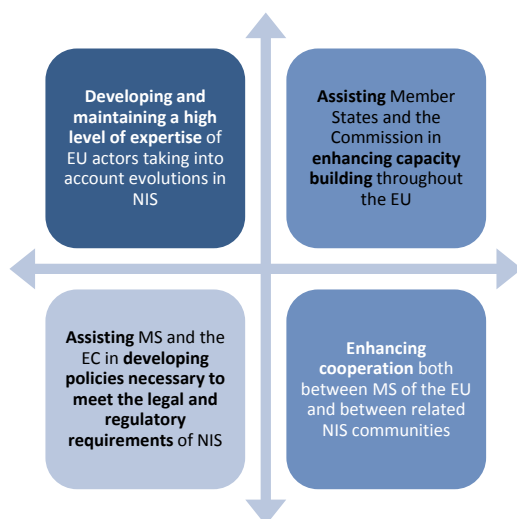 Developing and
maintaining a high
level of expertise of
EU actors taking into
account evolutions in
NIS
Assisting Member
States and the
Commission in
enhancing capacity
building throughout
the EU
Assisting MS and the
EC in developing
policies necessary to
meet the legal and
regulatory
requirements of NIS
Enhancing
cooperation both
between MS of the EU
and between related
NIS communities